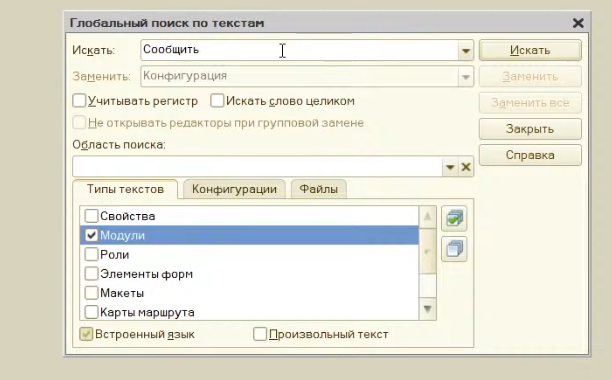 Глобальный поиск по текстам
Искать: Сообщить Искать
Заменить: Конфигурация Заменить
Учитывать регистр Искать слово целиком Заменить все
Не открывать редакторы при групповой замене
Закрыть
Область поиска:
Справка
Типы текстов Конфигурации Файлы
Свойства
Модули
Роли
Элементы форм
Макеты
Карты маршрута
Встроенный язык Произвольный текст